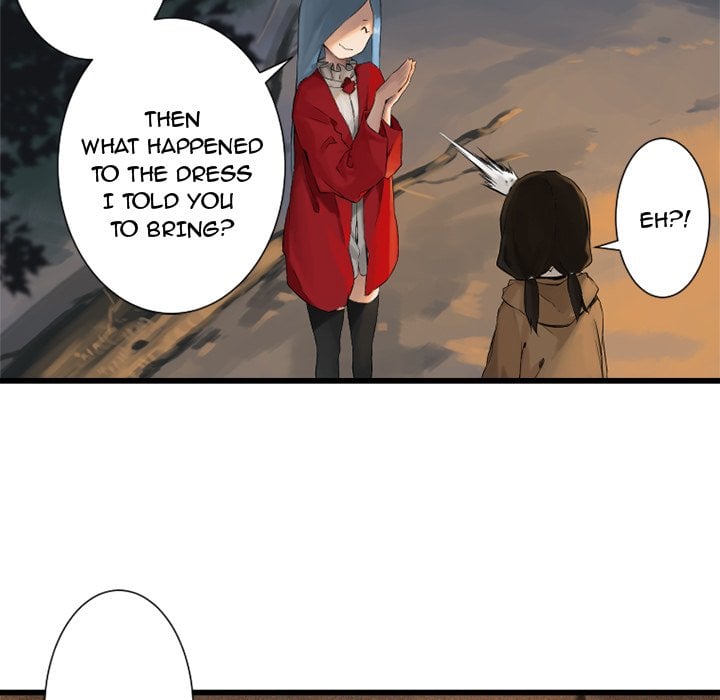 THEN
WHAT HAPPENED
TO THE DRESS
I TOLD YOU
TO BRING?
EH?!